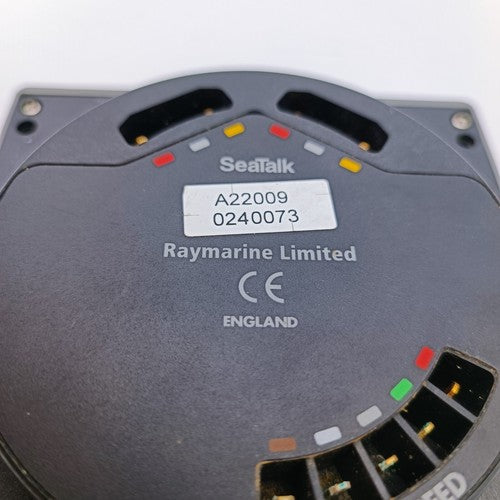 SeaTalk
A22009
0240073
Raymarine Limited
CE
ENGLAND